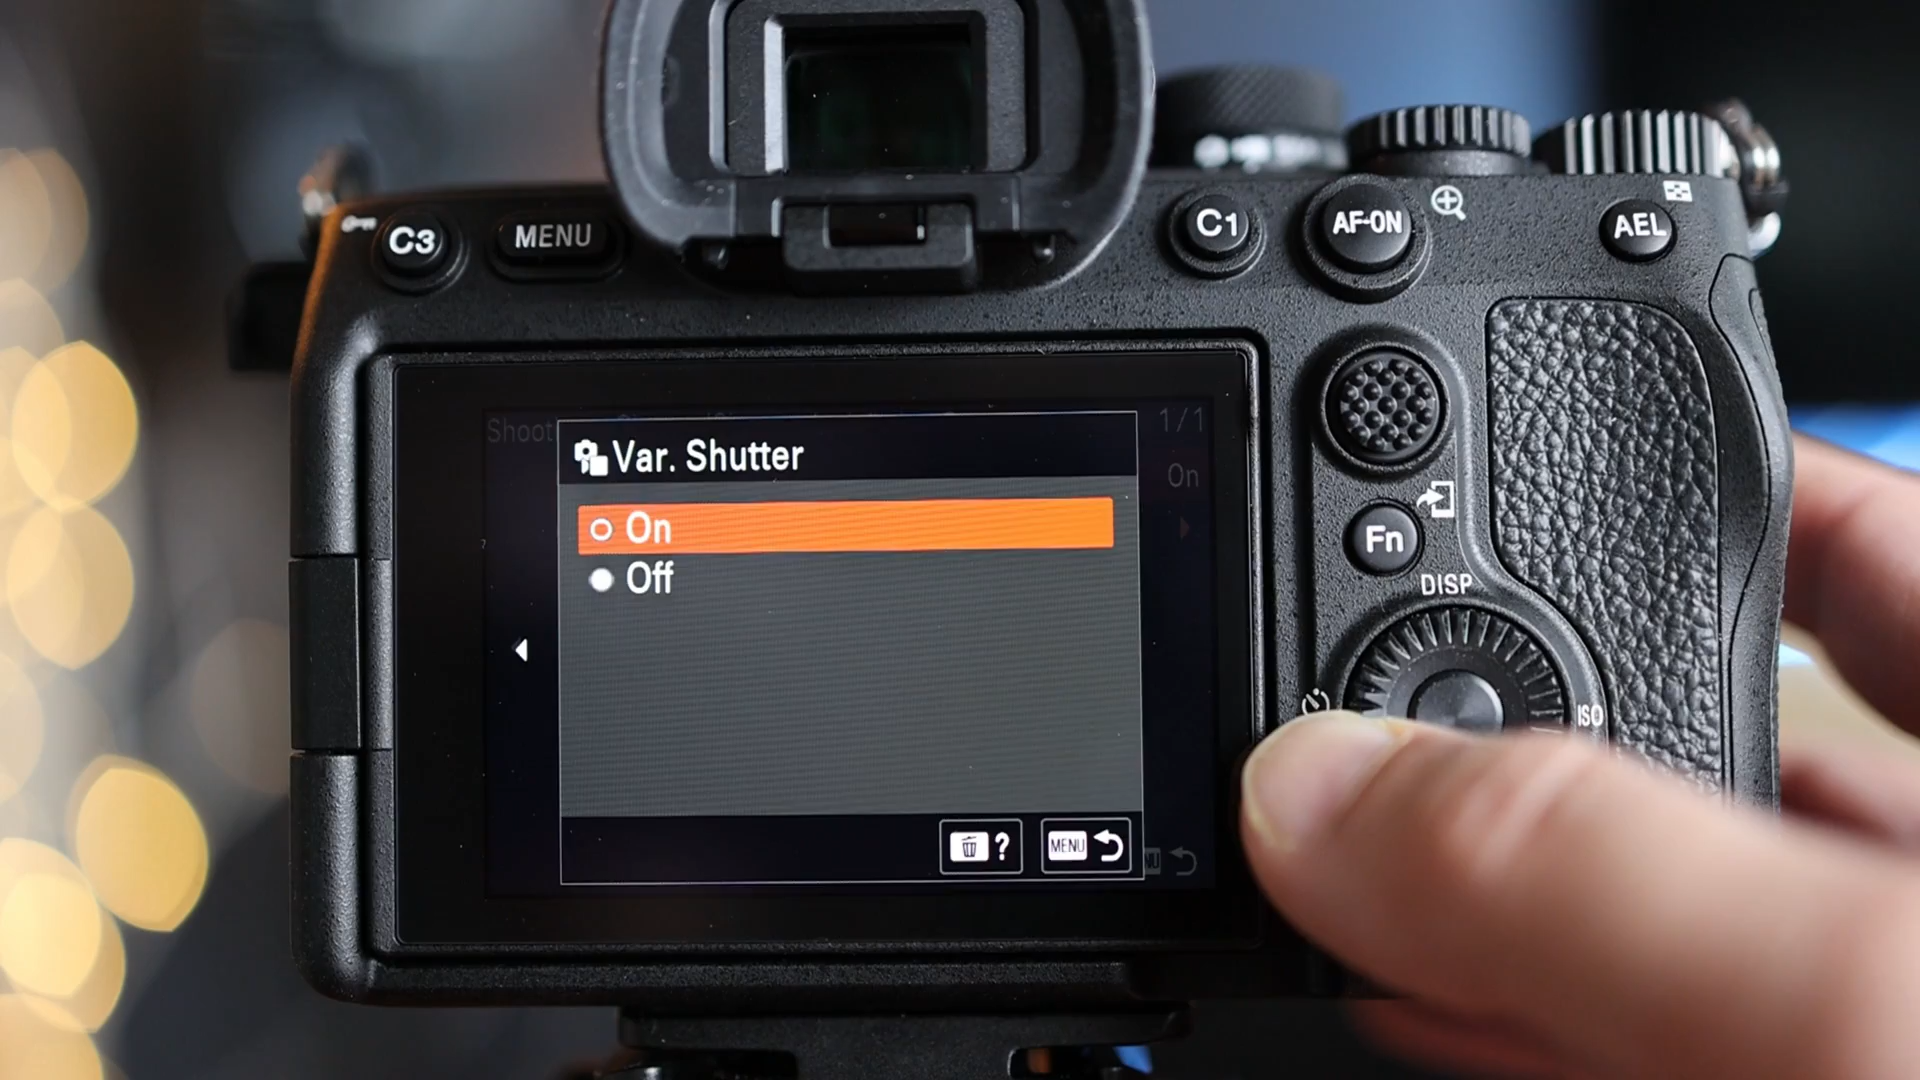 C3
MENU
C1
AF-ON
AEL
Shoot
1/1
Var. Shutter
On
On
Off
Fn
DISP
ISO
?
MENU